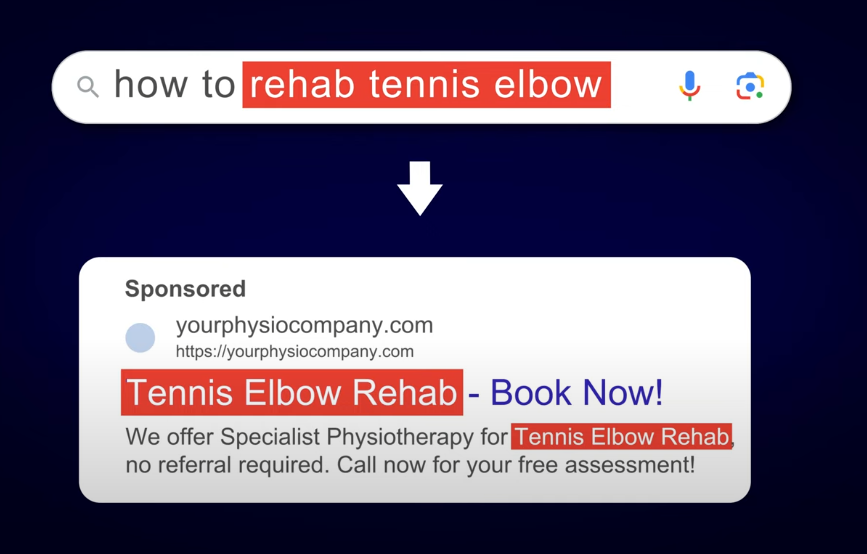 how to rehab tennis elbow
Sponsored
yourphysiocompany.com
https://yourphysiocompany.com
Tennis Elbow Rehab - Book Now!
We offer Specialist Physiotherapy for Tennis Elbow Rehab,
no referral required. Call now for your free assessment!